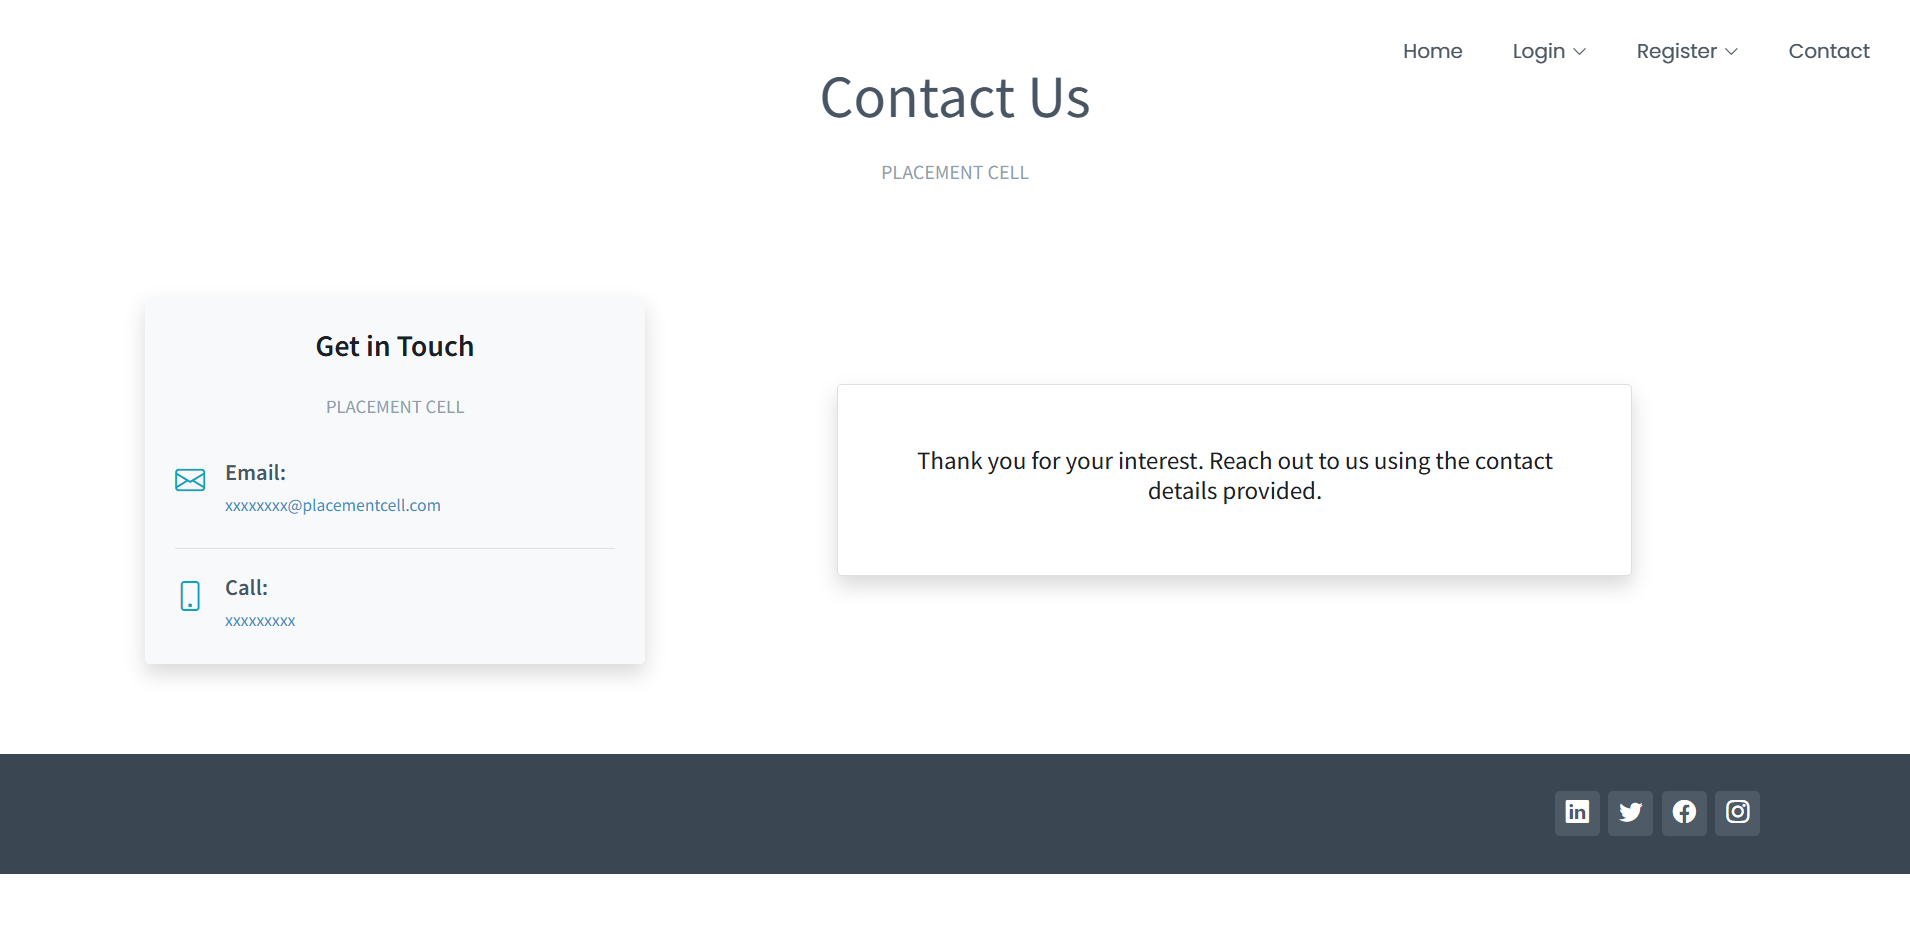 Home Login Register Contact
Contact Us
PLACEMENT CELL
Get in Touch
PLACEMENT CELL
Email:
xxxxxxxx@placementcell.com
Call:
xxxxxxxxx
Thank you for your interest. Reach out to us using the contact
details provided.